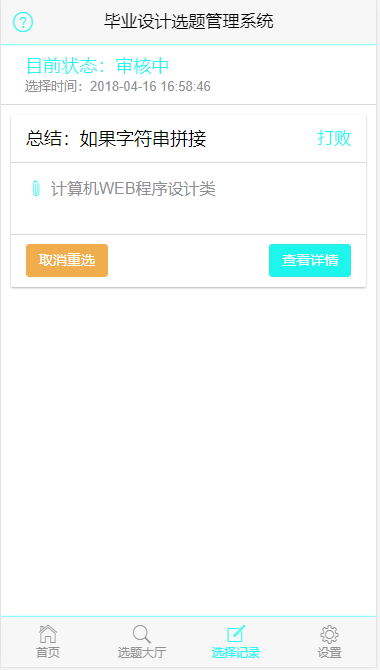 毕业设计选题管理系统
目前状态：审核中
选择时间：2018-04-16 16:58:46
总结：如果字符串拼接 打败
计算机WEB程序设计类
取消重选 查看详情
首页 选题大厅 选择记录 设置